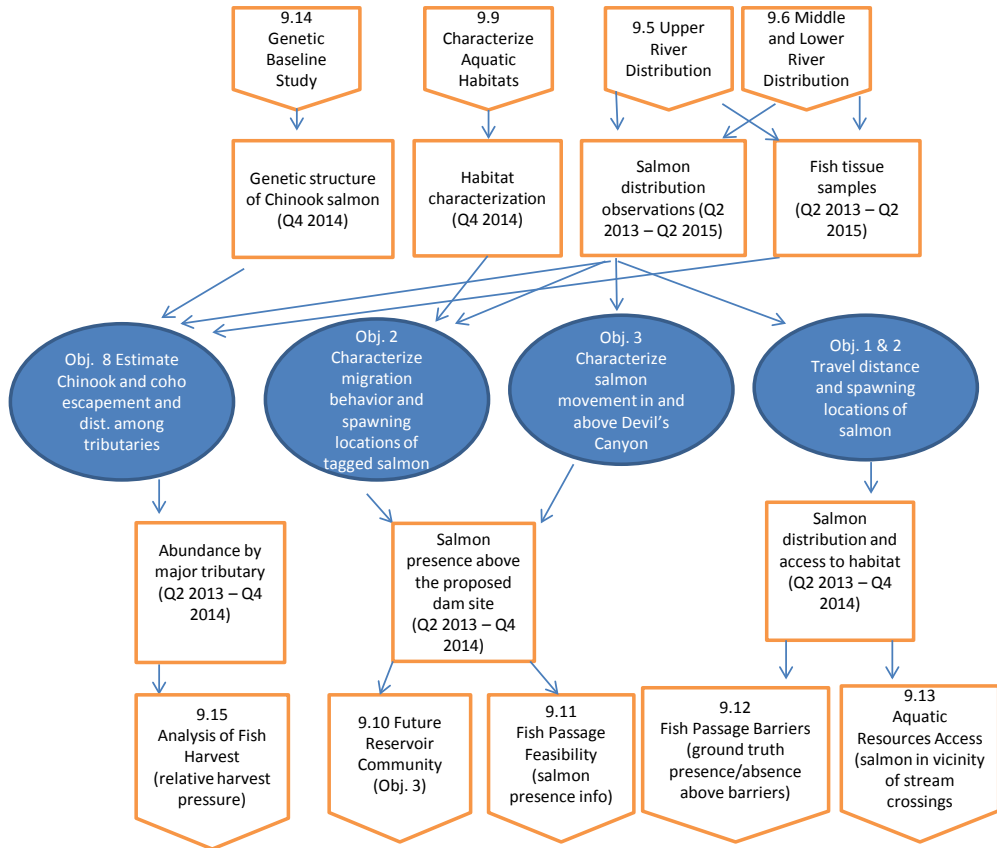 9.14
Genetic
Baseline
Study
9.9
Characterize
Aquatic
Habitats
9.5 Upper
River
Distribution
9.6 Middle
and Lower
River
Distribution
Genetic structure
of Chinook salmon
(Q4 2014)
Habitat
characterization
(Q4 2014)
Salmon
distribution
observations (Q2
2013 – Q2 2015)
Fish tissue
samples
(Q2 2013 – Q2
2015)
Obj. 8 Estimate
Chinook and coho
escapement and
dist. among
tributaries
Obj. 2
Characterize
migration
behavior and
spawning
locations of
tagged salmon
Obj. 3
Characterize
salmon
movement in and
above Devil's
Canyon
Obj. 1 & 2
Travel distance
and spawning
locations of
salmon
Abundance by
major tributary
(Q2 2013 – Q4
2014)
Salmon
presence above
the proposed
dam site
(Q2 2013 – Q4
2014)
Salmon
distribution and
access to habitat
(Q2 2013 – Q4
2014)
9.15
Analysis of Fish
Harvest
(relative harvest
pressure)
9.10 Future
Reservoir
Community
(Obj. 3)
9.11
Fish Passage
Feasibility
(salmon
presence info)
9.12
Fish Passage Barriers
(ground truth
presence/absence
above barriers)
9.13
Aquatic
Resources Access
(salmon in vicinity
of stream
crossings